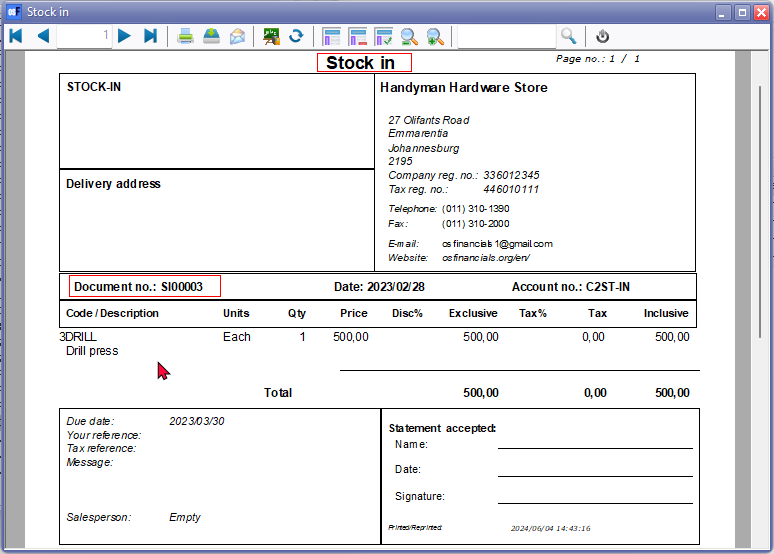 Stock in
1
Stock in
Page no.: 1 / 1
STOCK-IN
Handyman Hardware Store
27 Olifants Road
Emmarentia
Johannesburg
2195
Company reg. no.: 336012345
Tax reg. no.: 446010111
Delivery address
Telephone: (011) 310-1390
Fax: (011) 310-2000
E-mail: osfinancials1@gmail.com
Website: osfinancials.org/en/
Document no.: SI00003 Date: 2023/02/28 Account no.: C2ST-IN
Code / Description Units Qty Price Disc% Exclusive Tax% Tax Inclusive
3DRILL Each 1 500,00 500,00 0,00 500,00
Drill press
Total 500,00 0,00 500,00
Due date: 2023/03/30
Your reference:
Tax reference:
Message:
Salesperson: Empty
Statement accepted:
Name:
Date:
Signature:
Printed/Reprinted: 2024/06/04 14:43:16